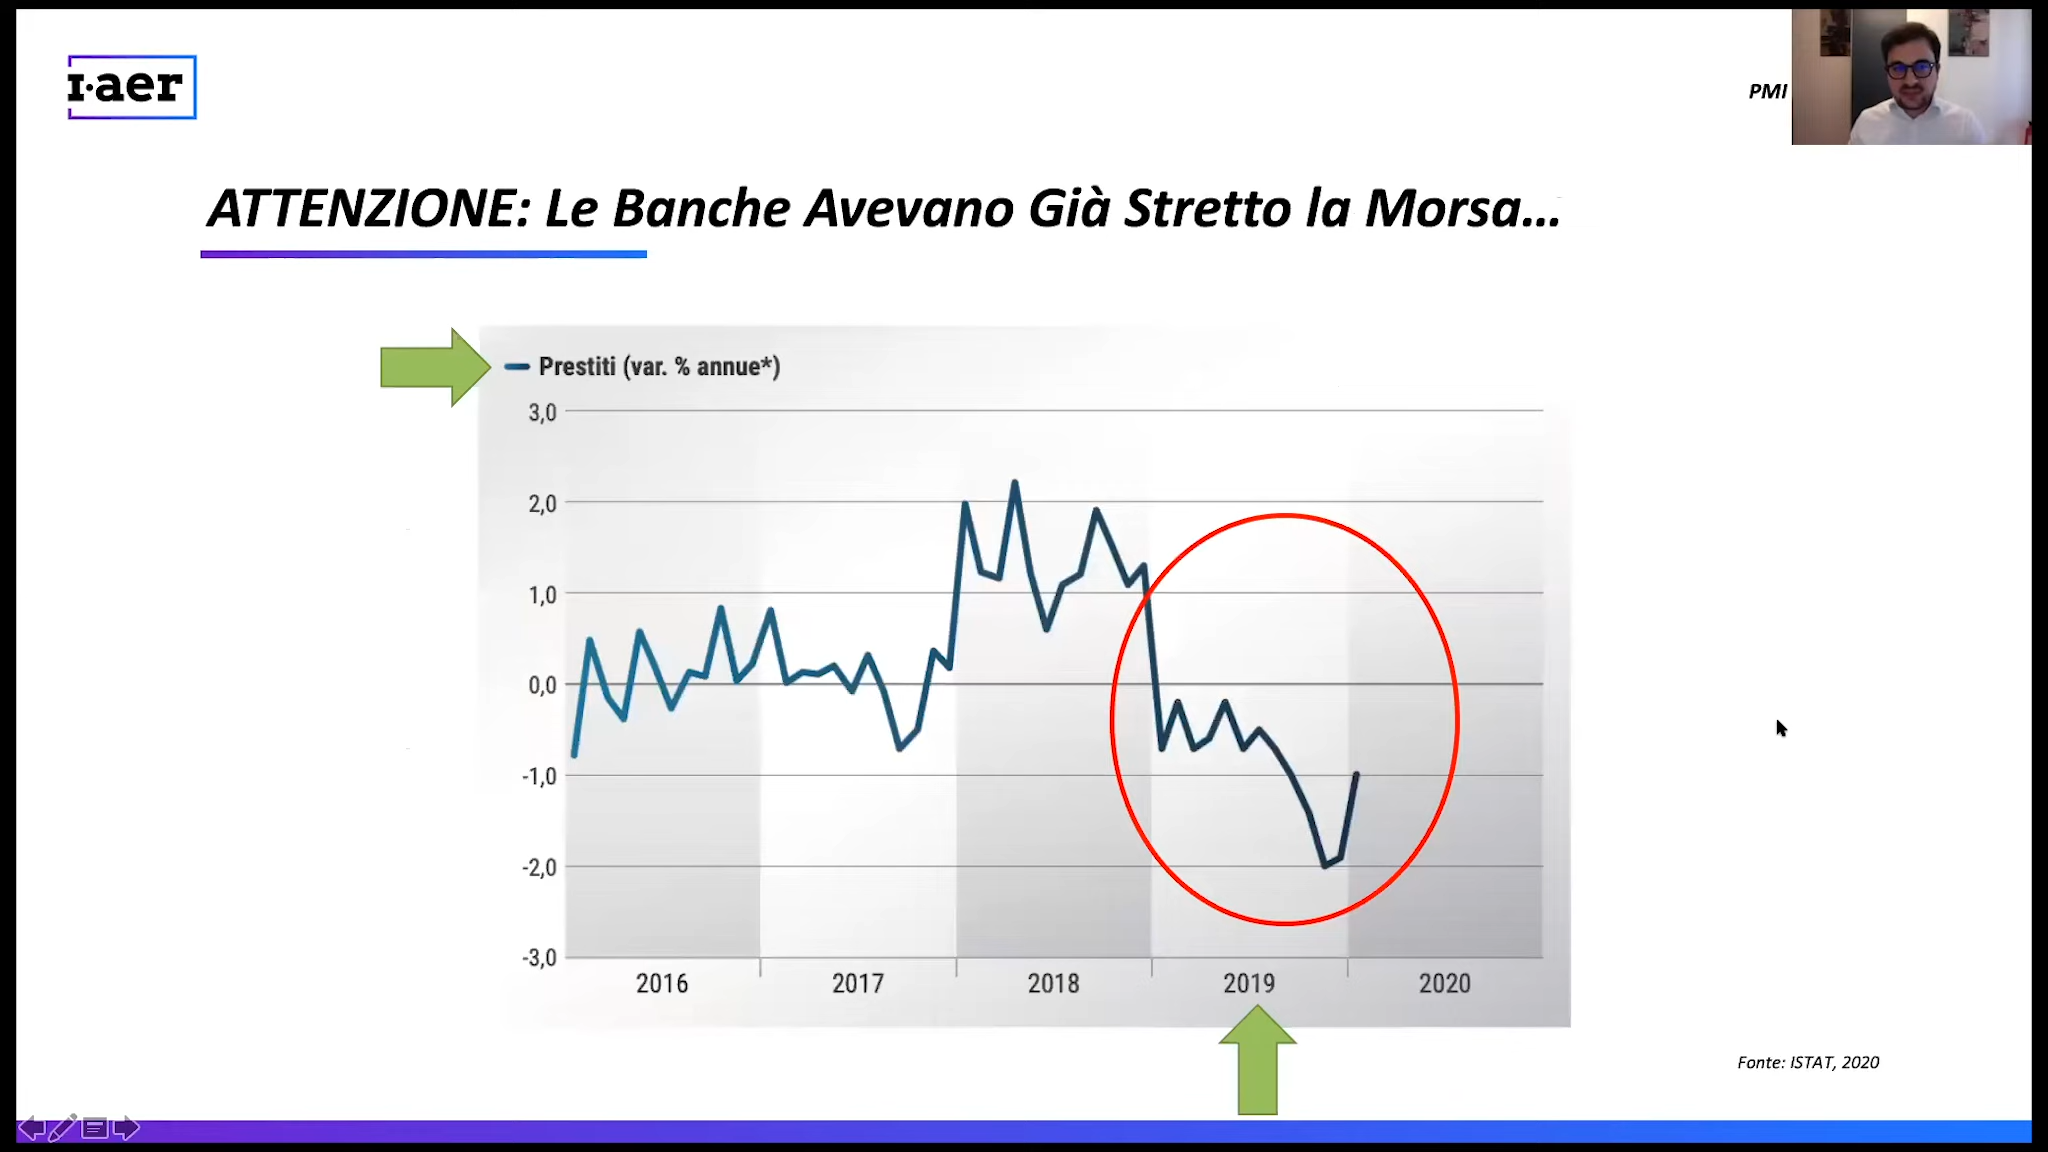 ı·aer
PMI
ATTENZIONE: Le Banche Avevano Già Stretto la Morsa...
Prestiti (var. % annue*)
3,0
2,0
1,0
0,0
-1,0
-2,0
-3,0
2016 2017 2018 2019 2020
Fonte: ISTAT, 2020